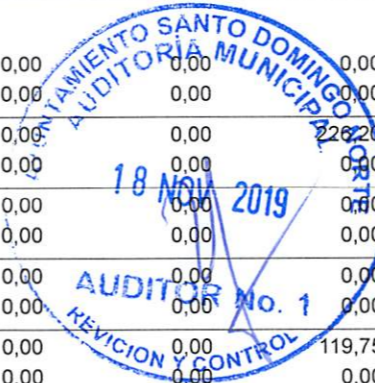 AYUNTAMIENTO SANTO DOMINGO NORTE
AUDITORÍA MUNICIPAL
0,00 0,00 0,00
0,00 0,00 0,00
0,00 0,00
0,00 0,00 0,00
18 NOV 2019
0,00 0,00 0,00
0,00 0,00 0,00
0,00 0,00 0,00
AUDITOR No. 1
0,00 0,00 0,00
0,00 0,00 119,75
0,00 0,00 0,00
REVICION Y CONTROL